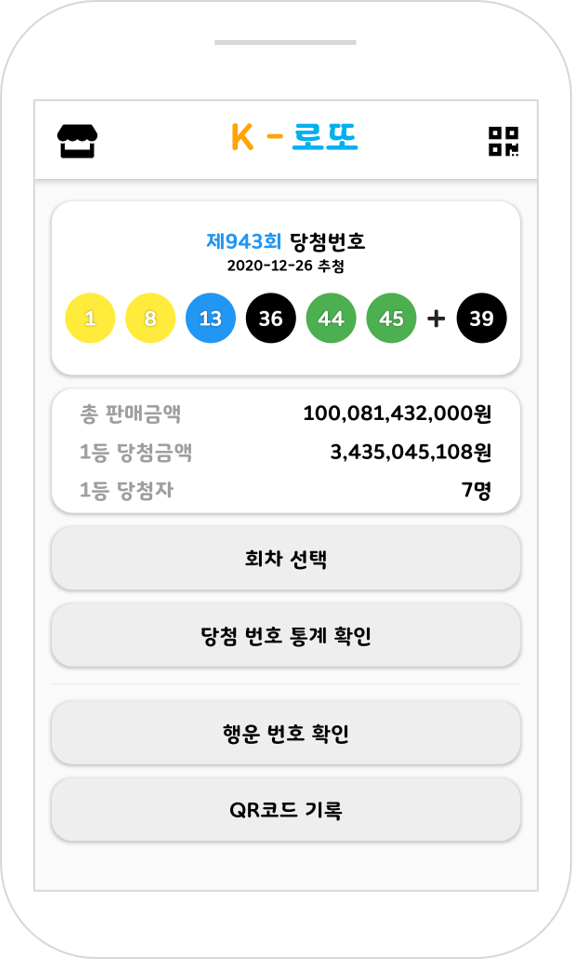 K - 로또
제943회 당첨번호
2020-12-26 추첨
1 8 13 36 44 45 + 39
총 판매금액 100,081,432,000원
1등 당첨금액 3,435,045,108원
1등 당첨자 7명
회차 선택
당첨 번호 통계 확인
행운 번호 확인
QR코드 기록